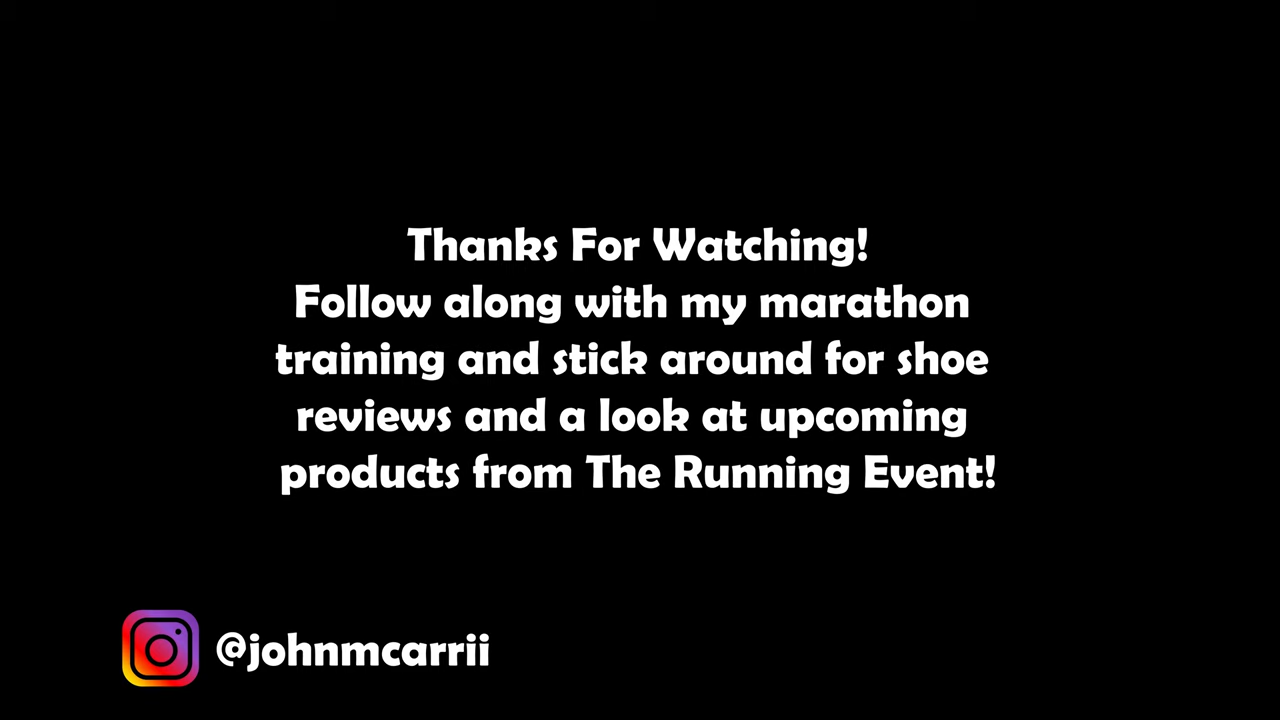 Thanks For Watching!
Follow along with my marathon
training and stick around for shoe
reviews and a look at upcoming
products from The Running Event!
@johnmcarrii